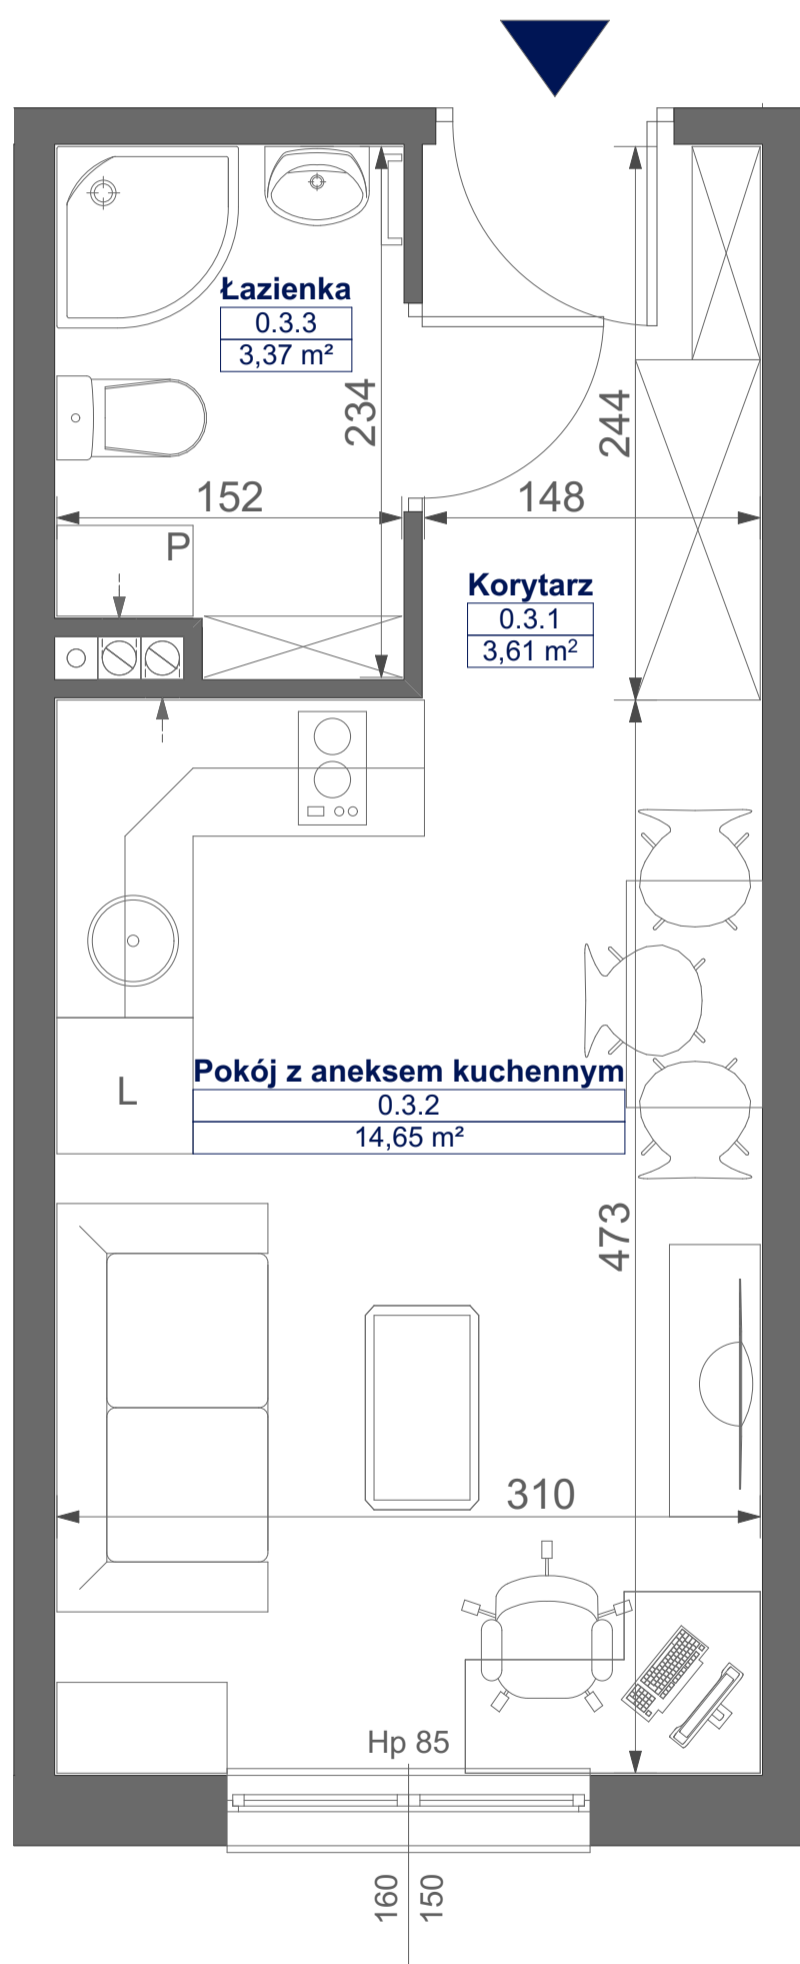 Łazienka
0.3.3
3,37 m²
234
244
152
148
P
Korytarz
0.3.1
3,61 m²
L
Pokój z aneksem kuchennym
0.3.2
14,65 m²
473
310
Hp 85
160
150